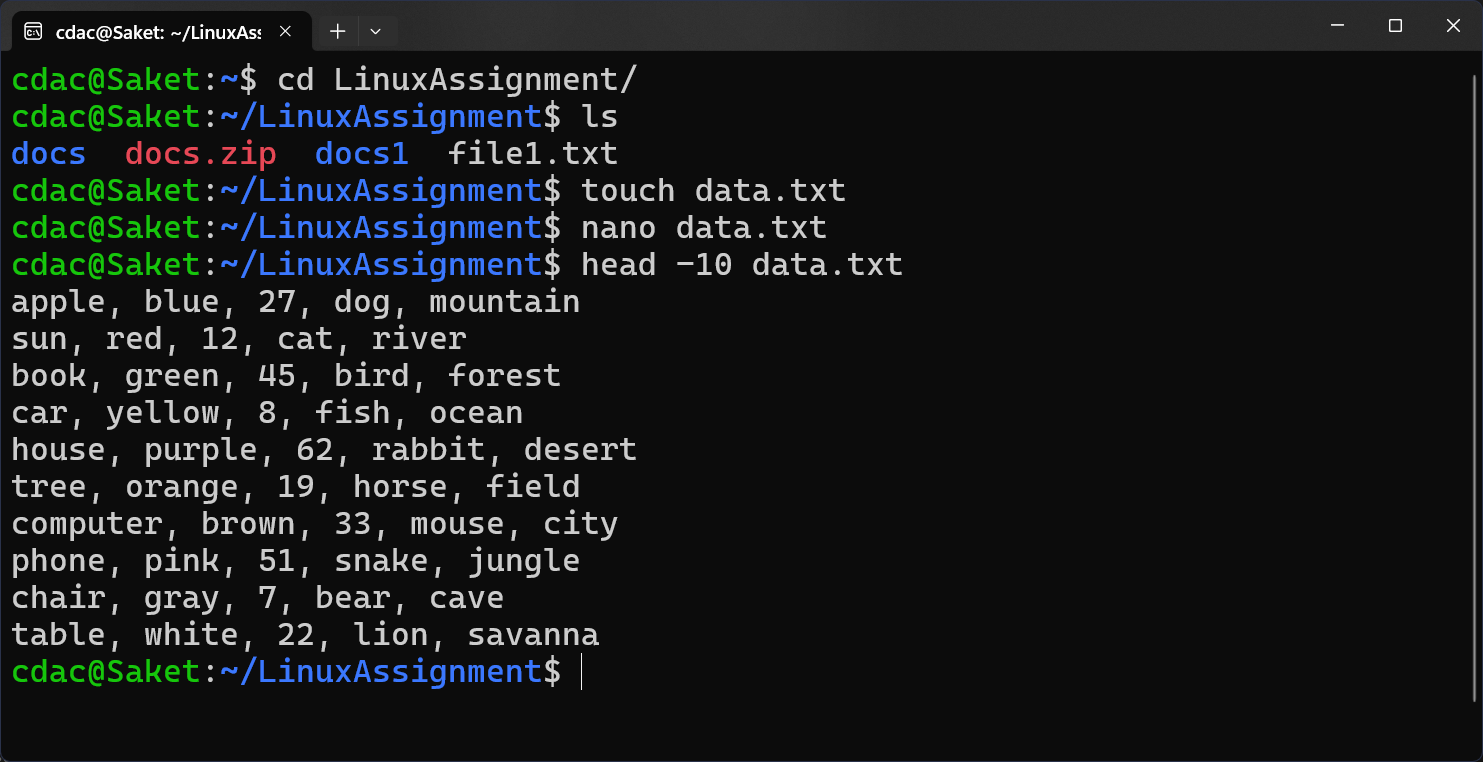 cdac@Saket: ~/LinuxAss
cdac@Saket:~$ cd LinuxAssignment/
cdac@Saket:~/LinuxAssignment$ ls
docs  docs.zip  docs1  file1.txt
cdac@Saket:~/LinuxAssignment$ touch data.txt
cdac@Saket:~/LinuxAssignment$ nano data.txt
cdac@Saket:~/LinuxAssignment$ head -10 data.txt
apple, blue, 27, dog, mountain
sun, red, 12, cat, river
book, green, 45, bird, forest
car, yellow, 8, fish, ocean
house, purple, 62, rabbit, desert
tree, orange, 19, horse, field
computer, brown, 33, mouse, city
phone, pink, 51, snake, jungle
chair, gray, 7, bear, cave
table, white, 22, lion, savanna
cdac@Saket:~/LinuxAssignment$